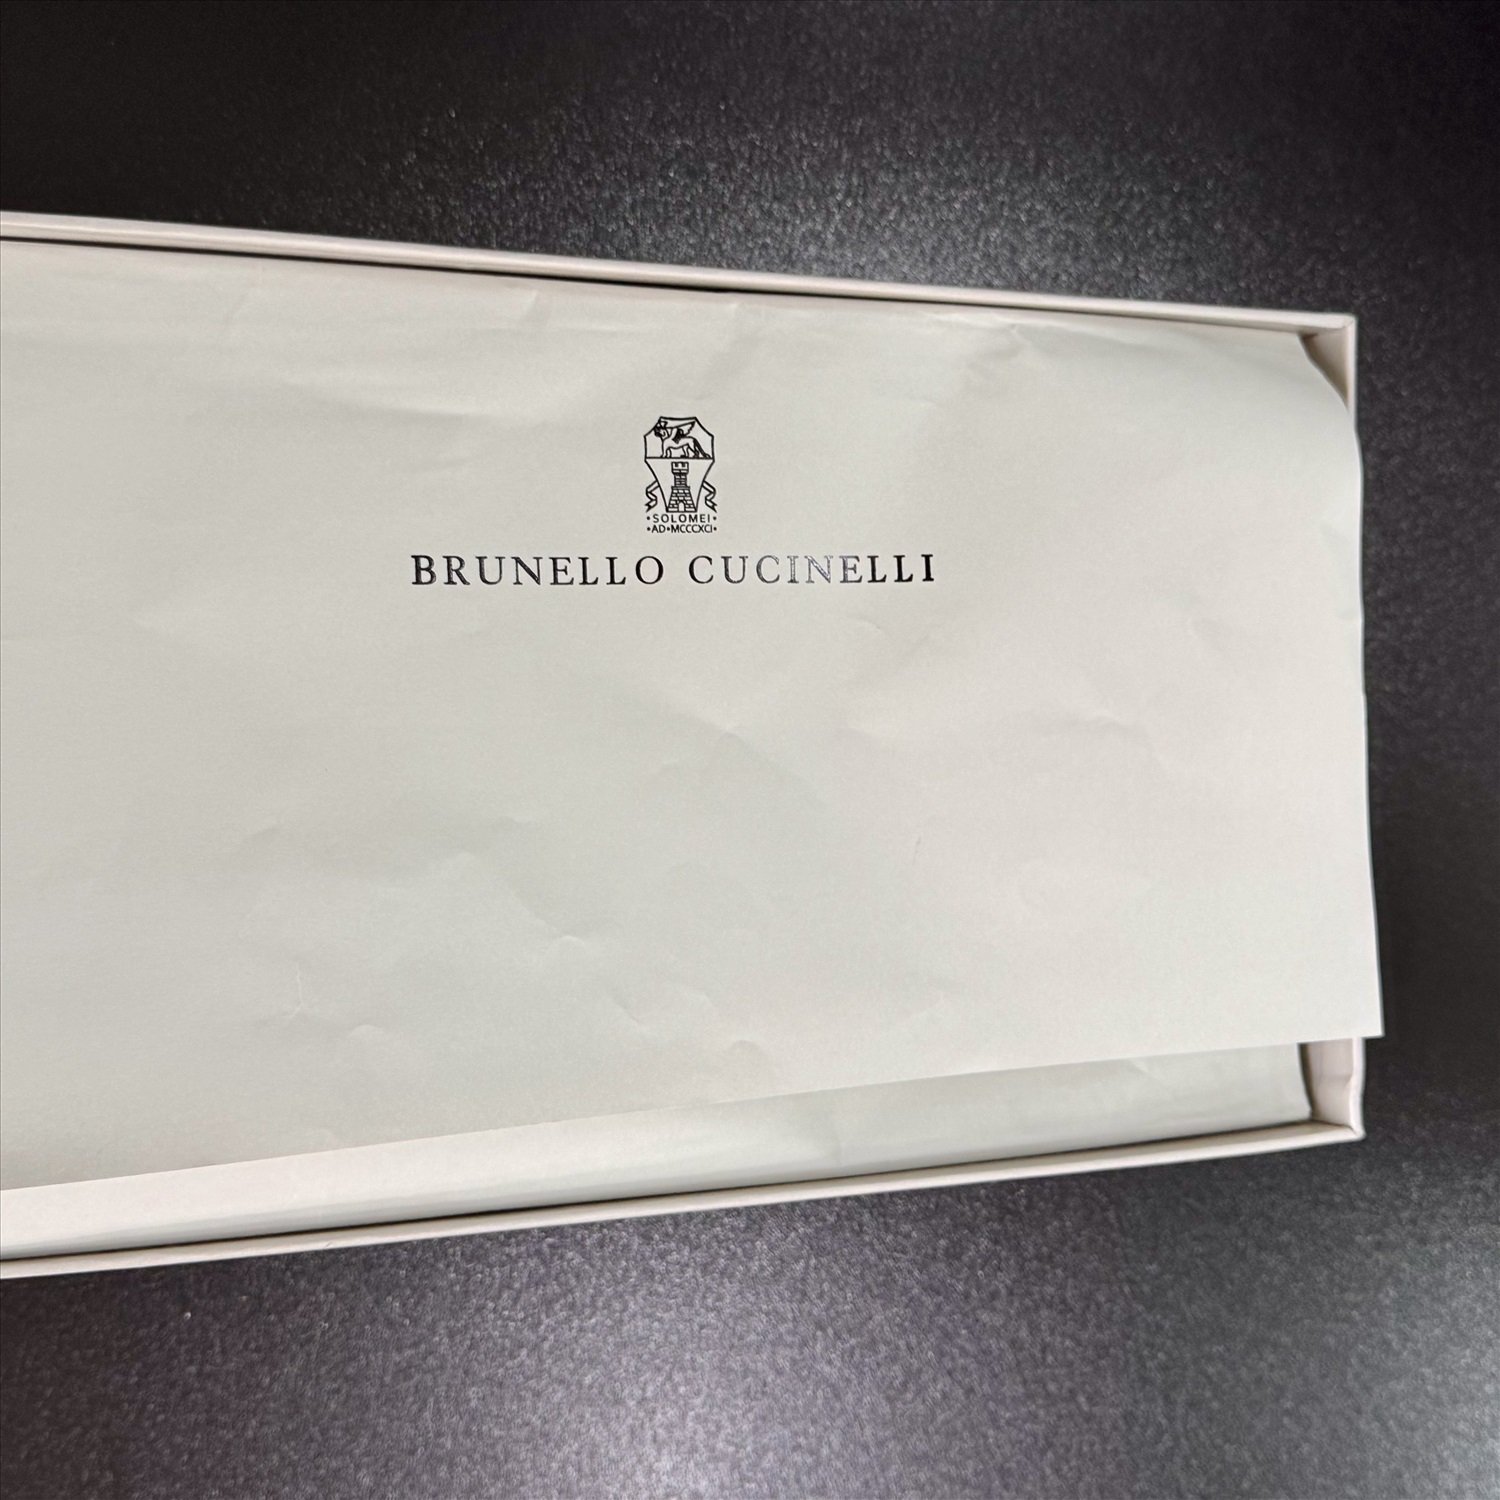 •SOLOMEI•
•AD•MCCCXCI•
BRUNELLO CUCINELLI